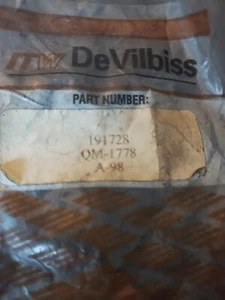 ITW DeVilbiss
PART NUMBER:
191728
QM-1778
A-98